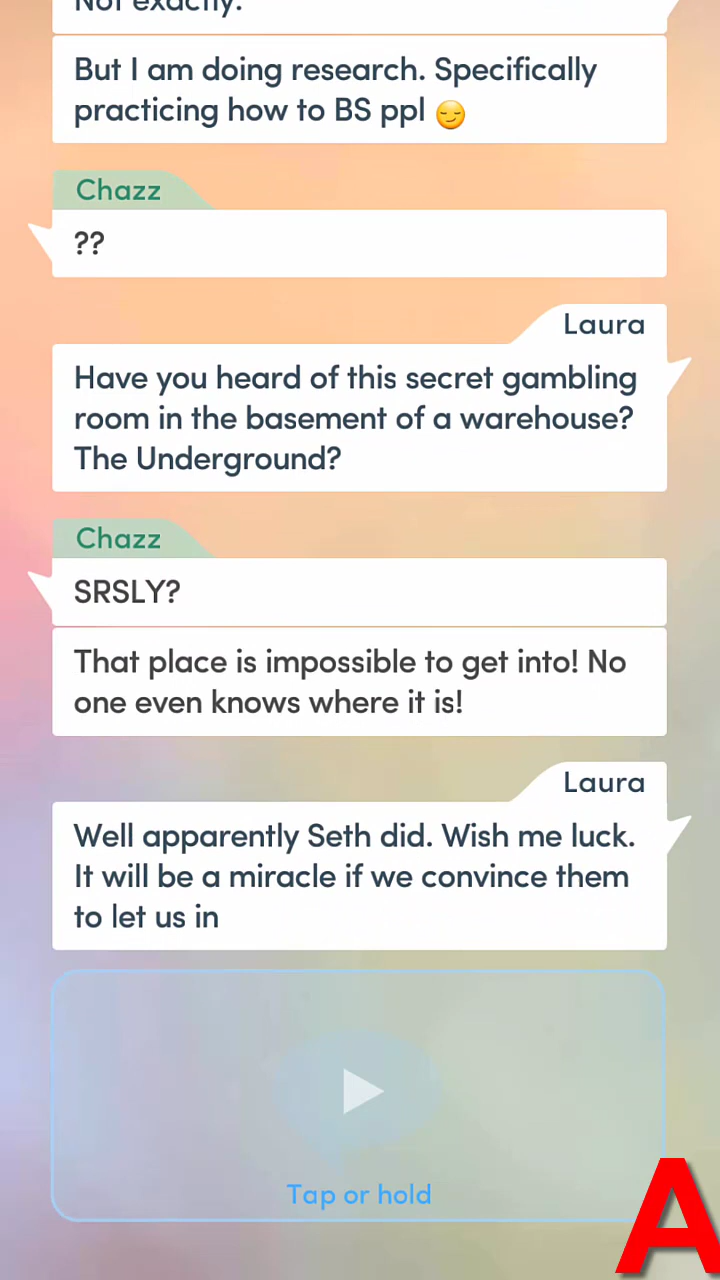 Not exactly.
But I am doing research. Specifically
practicing how to BS ppl 😏
Chazz
??
Laura
Have you heard of this secret gambling
room in the basement of a warehouse?
The Underground?
Chazz
SRSLY?
That place is impossible to get into! No
one even knows where it is!
Laura
Well apparently Seth did. Wish me luck.
It will be a miracle if we convince them
to let us in
Tap or hold
A